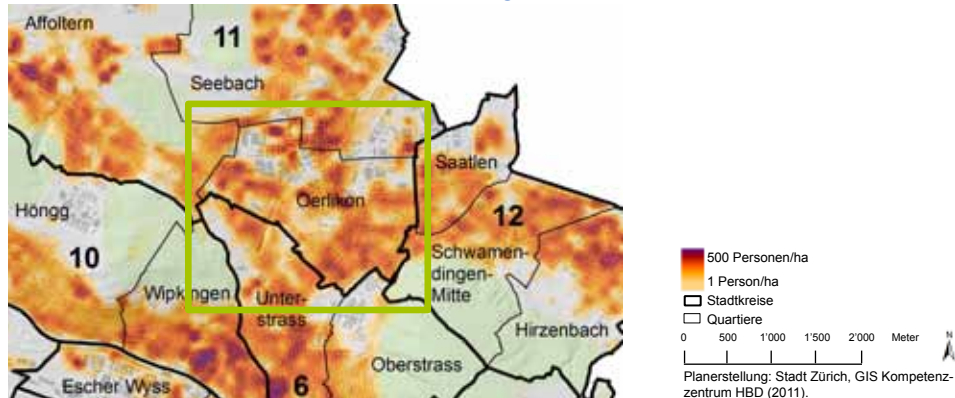 Affoltern
11
Seebach
Saatlen
Oerlikon
12
Höngg
10
Schwamen-
dingen-
Mitte
Wipkingen
Unter-
strass
Hirzenbach
Oberstrass
Escher Wyss
6
500 Personen/ha
1 Person/ha
Stadtkreise
Quartiere
0 500 1'000 1'500 2'000 Meter
N
Planerstellung: Stadt Zürich, GIS Kompetenz-
zentrum HBD (2011).